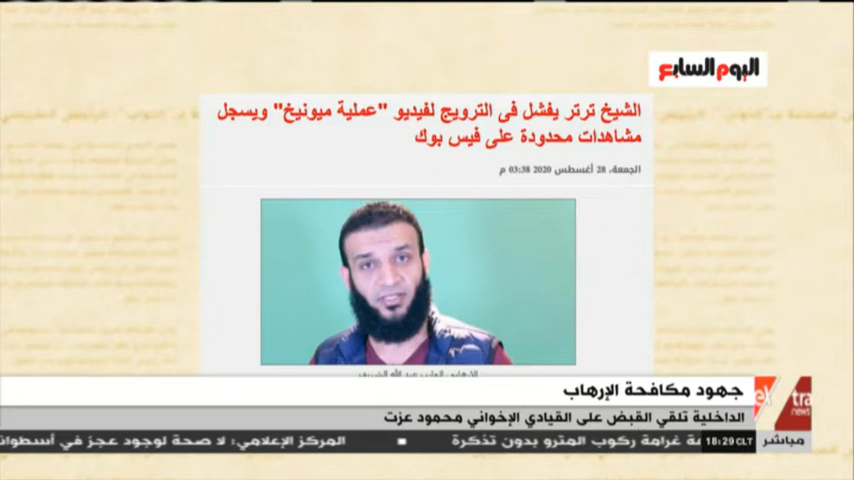 اليوم السابع
الشيخ ترتر يفشل فى الترويج لفيديو "عملية ميونيخ" ويسجل
مشاهدات محدودة على فيس بوك
الجمعة، 28 أغسطس 2020 03:38 م
جهود مكافحة الإرهاب
الداخلية تلقي القبض على القيادي الإخواني محمود عزت
tra
news
مباشر
18:29 CLT
غرامة ركوب المترو بدون تذكرة
المركز الإعلامي: لا صحة لوجود عجز في